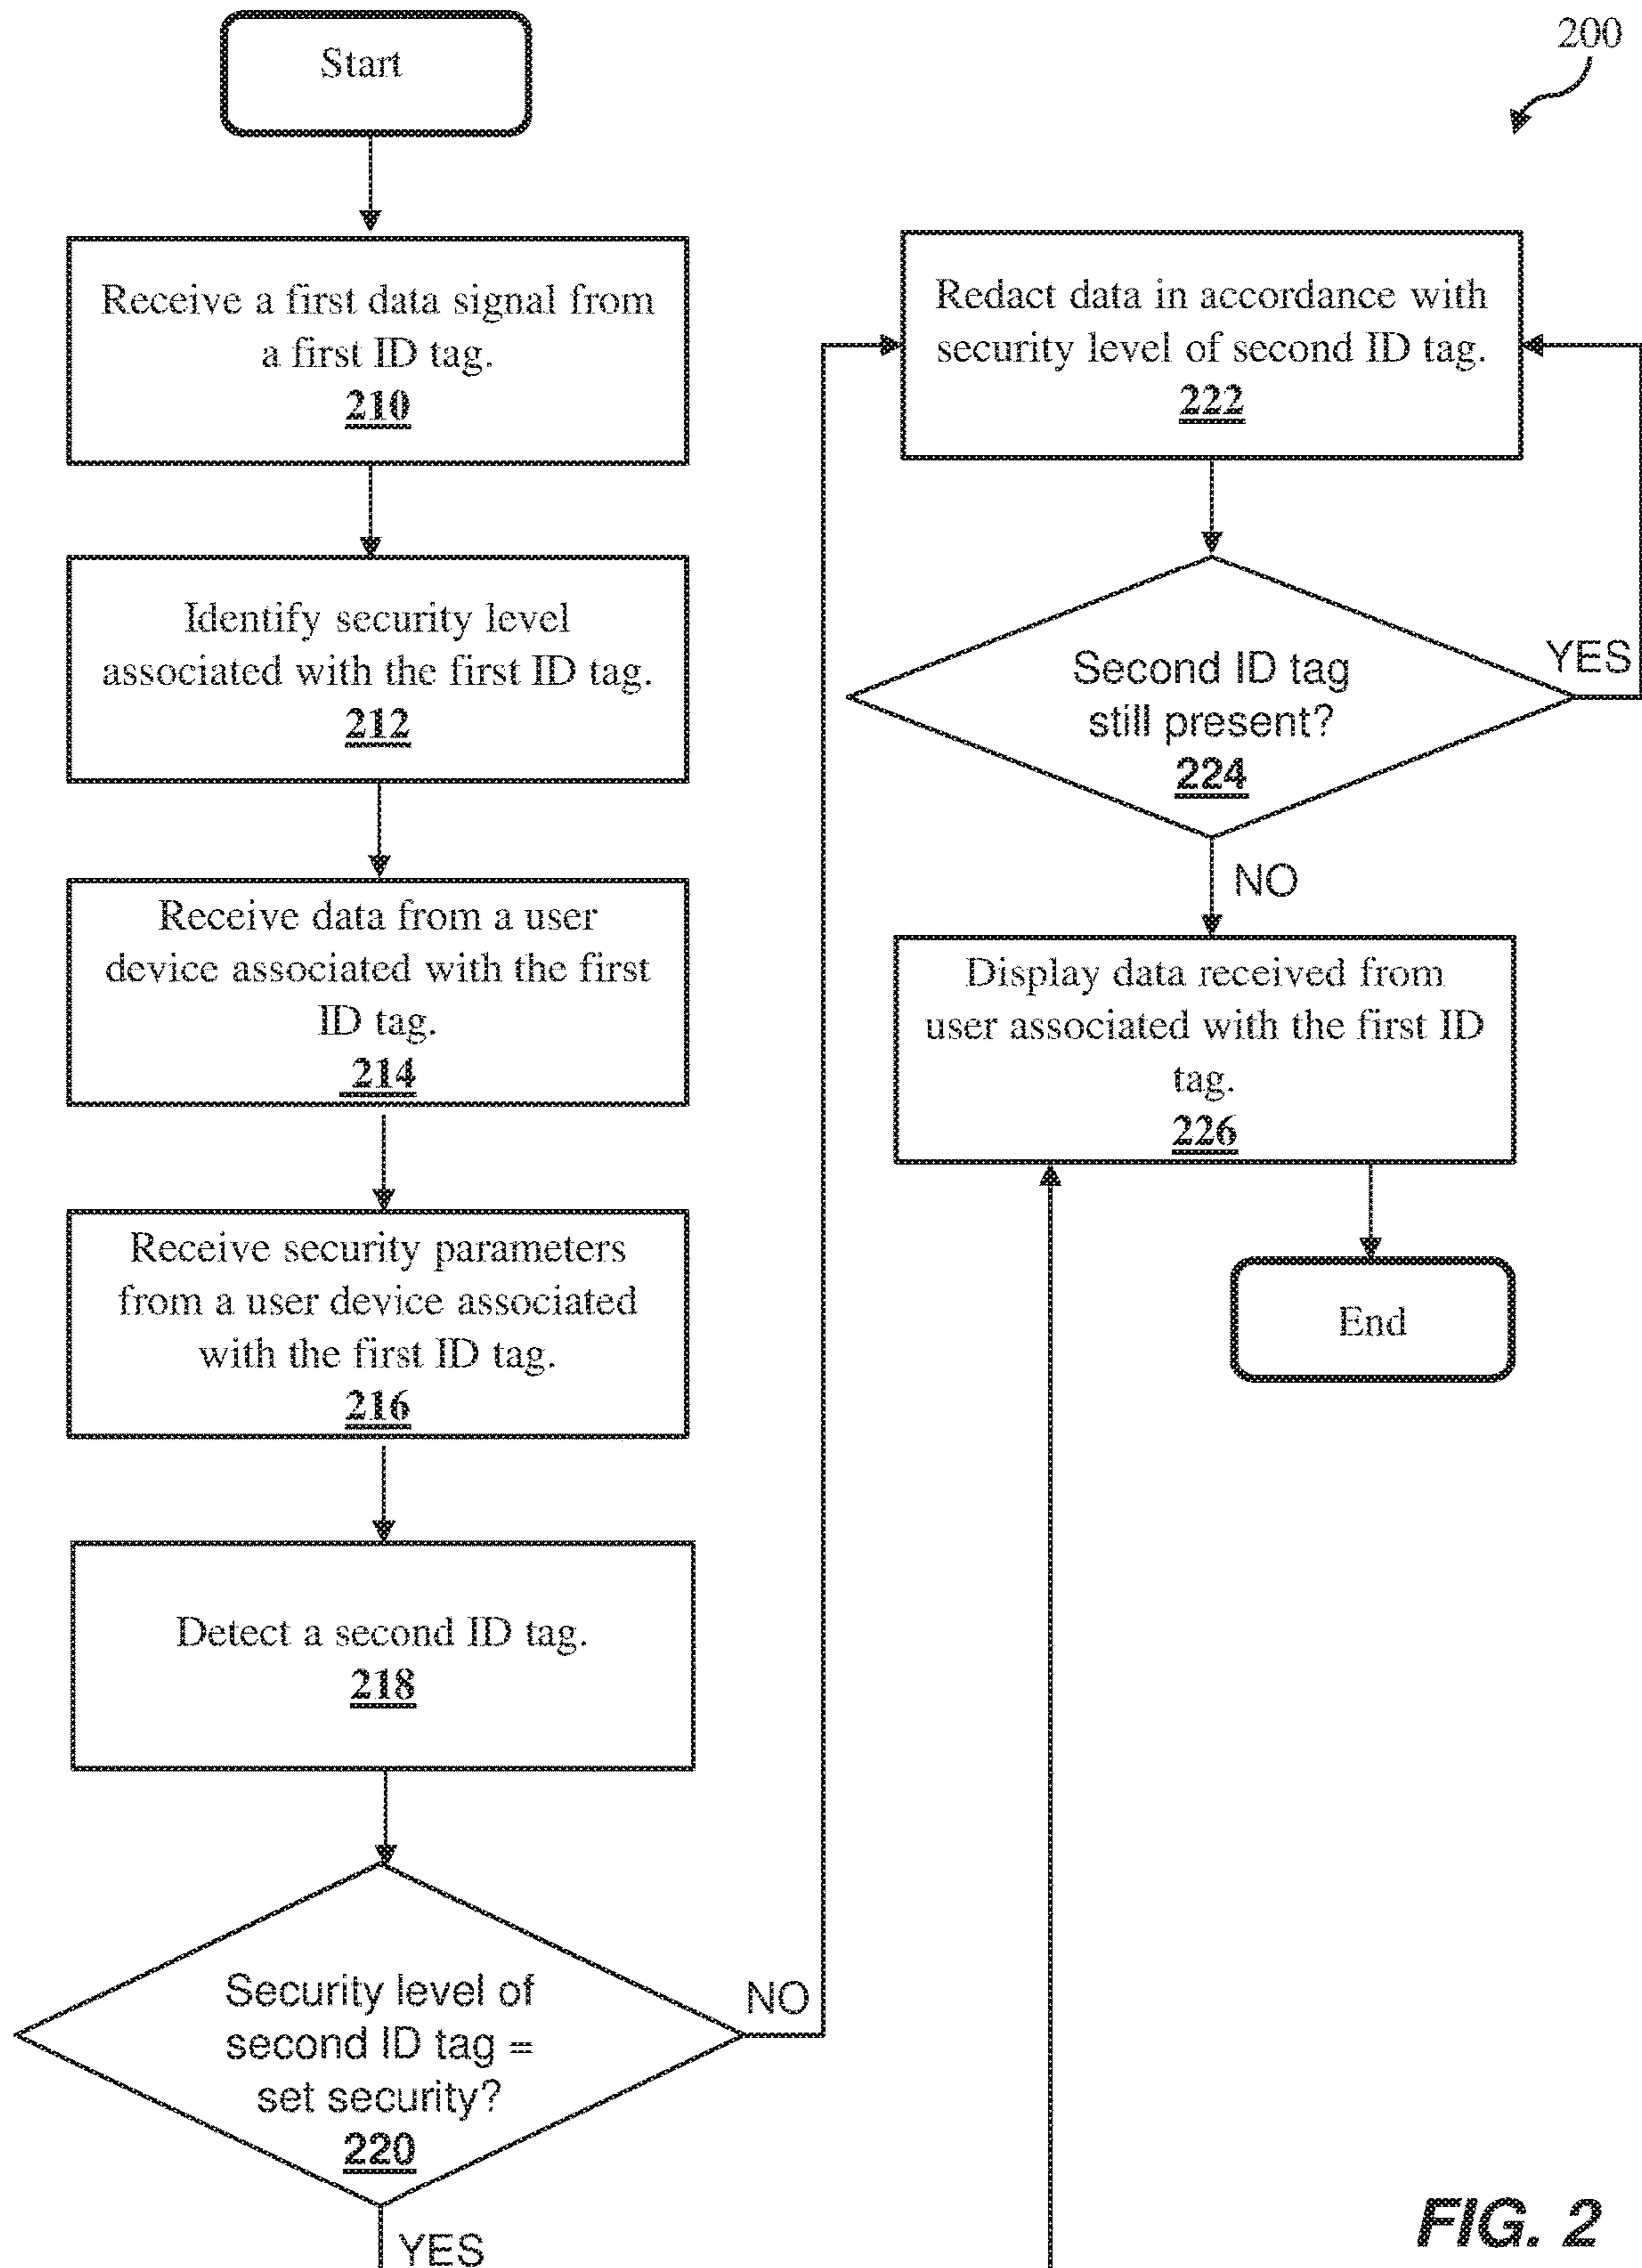 200
Start
Receive a first data signal from
a first ID tag.
210
Identify security level
associated with the first ID tag.
212
Receive data from a user
device associated with the first
ID tag.
214
Receive security parameters
from a user device associated
with the first ID tag.
216
Detect a second ID tag.
218
Security level of
second ID tag =
set security?
220
NO
YES
Redact data in accordance with
security level of second ID tag.
222
Second ID tag
still present?
224
YES
NO
Display data received from
user associated with the first ID
tag.
226
End
FIG. 2